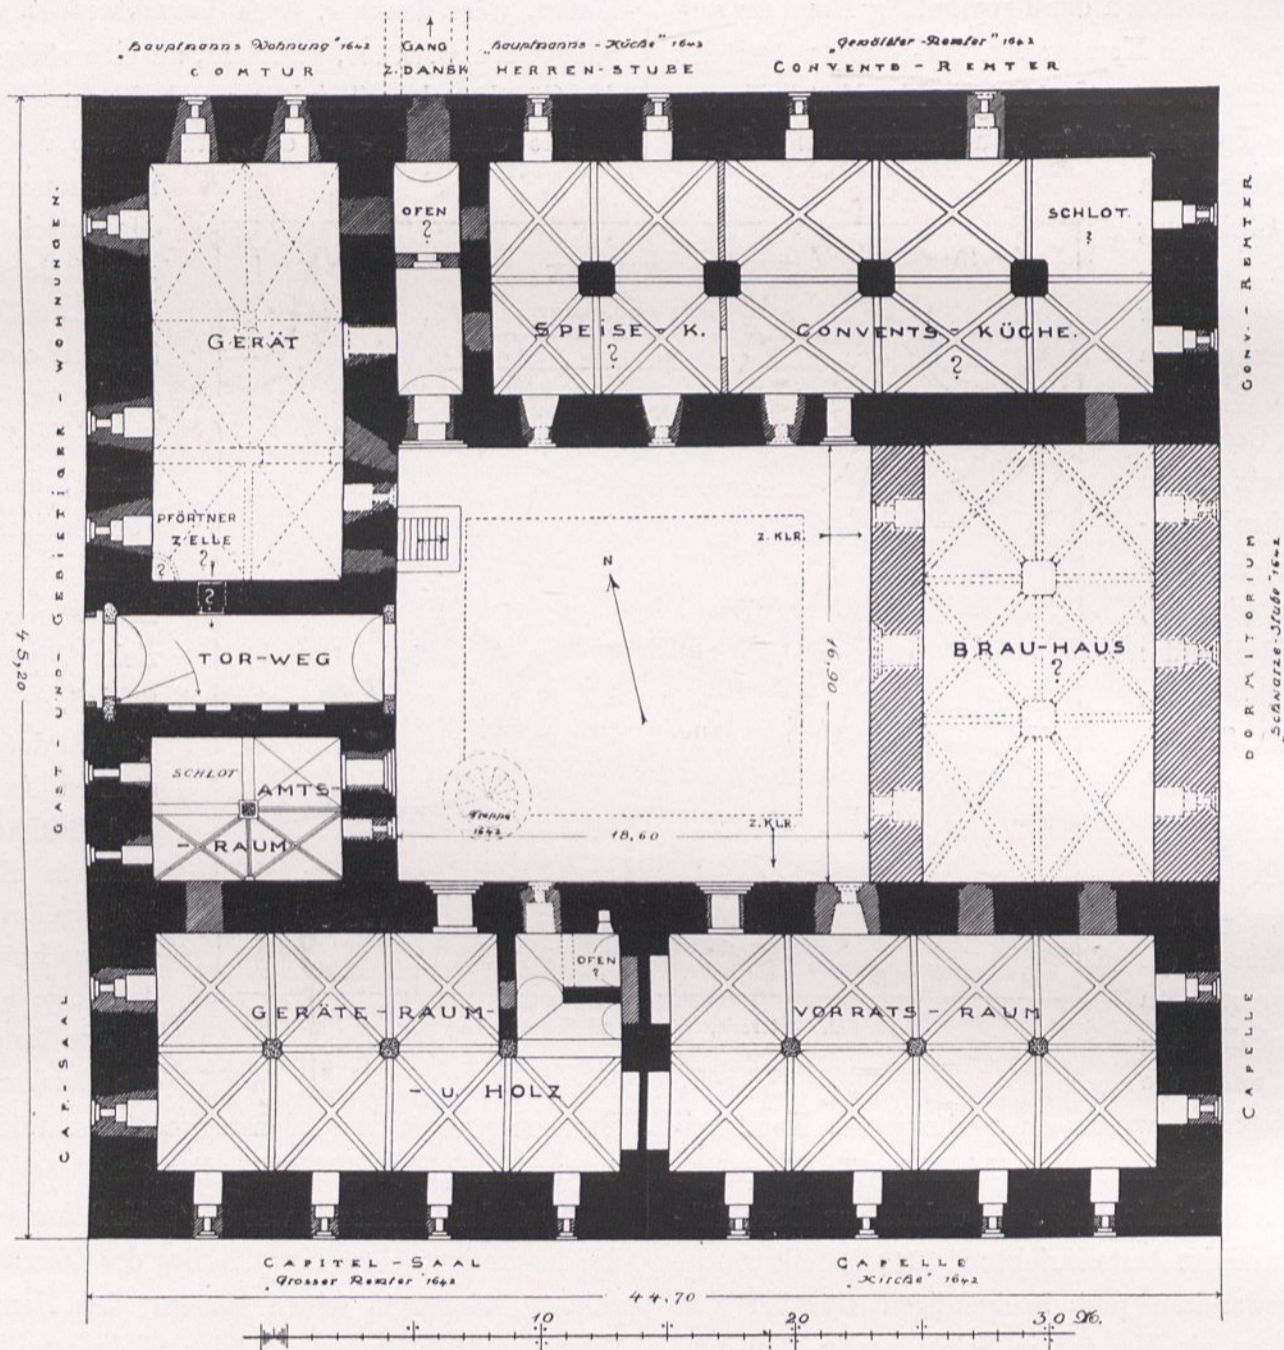 „Hauptmanns Wohnung" 1642
COMTUR
GANG
Z. DANSK
„Hauptmanns - Küche" 1642
HERREN-STUBE
„Gewölbter-Remter" 1642
CONVENTS - REMTER
GAST - UND - GEBIETIGER - WOHNUNGEN.
CAP.-SAAL
45,20
OFEN
?
SCHLOT.
?
GERÄT
SPEISE - K.
?
CONVENTS - KÜCHE.
?
PFÖRTNER
ZELLE
?
?
?
TOR-WEG
SCHLOT
AMTS-
- RAUM
N
Z. KLR.
16,90
Treppe
1642
18,60
Z. KLR.
BRAU-HAUS
?
GERÄTE-RAUM-
- U. HOLZ
OFEN
?
VORRATS - RAUM
CONV. - REMTER
DORMITORIUM
Schwarze-Stube" 1642
CAPELLE
CAPITEL - SAAL
„Grosser Remter" 1642
CAPELLE
„Kirche" 1642
44.70
10 20 30 M.